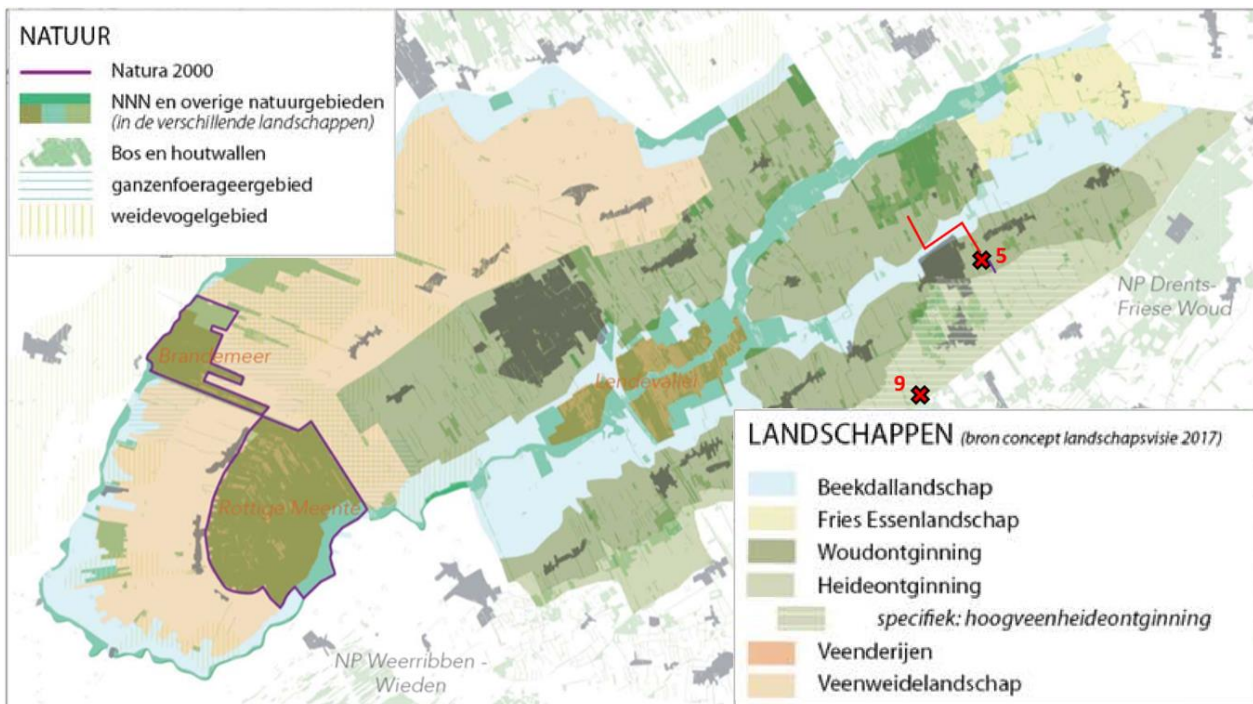 NATUUR
Natura 2000
NNN en overige natuurgebieden
(in de verschillende landschappen)
Bos en houtwallen
ganzenfoerageergebied
weidevogelgebied
5
NP Drents-
Friese Woud
Brandemeer
Lendevallei
9
Rottige Meente
NP Weerribben -
Wieden
LANDSCHAPPEN (bron concept landschapsvisie 2017)
Beekdallandschap
Fries Essenlandschap
Woudontginning
Heideontginning
specifiek: hoogveenheideontginning
Veenderijen
Veenweidelandschap